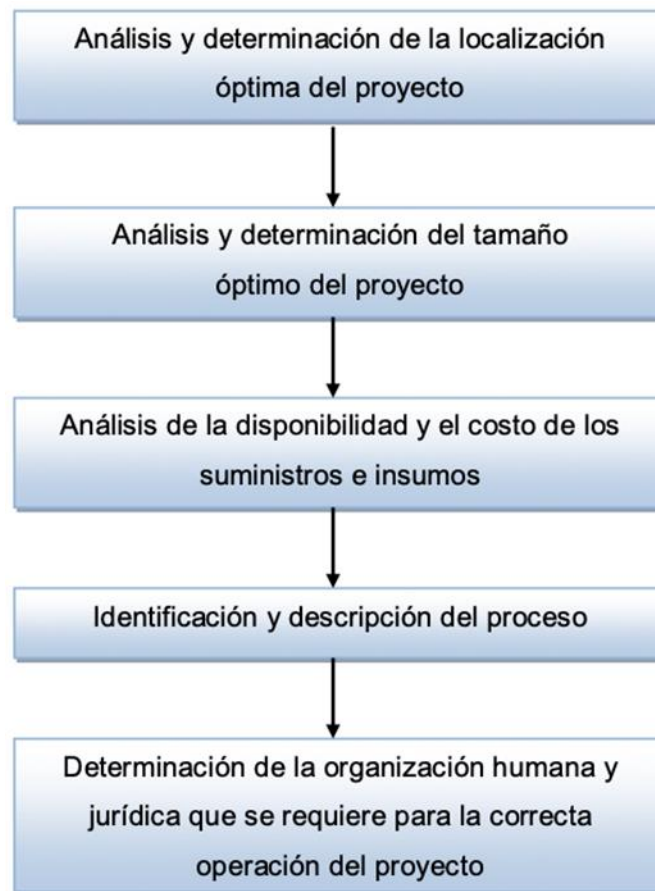 Análisis y determinación de la localización
óptima del proyecto
Análisis y determinación del tamaño
óptimo del proyecto
Análisis de la disponibilidad y el costo de los
suministros e insumos
Identificación y descripción del proceso
Determinación de la organización humana y
jurídica que se requiere para la correcta
operación del proyecto